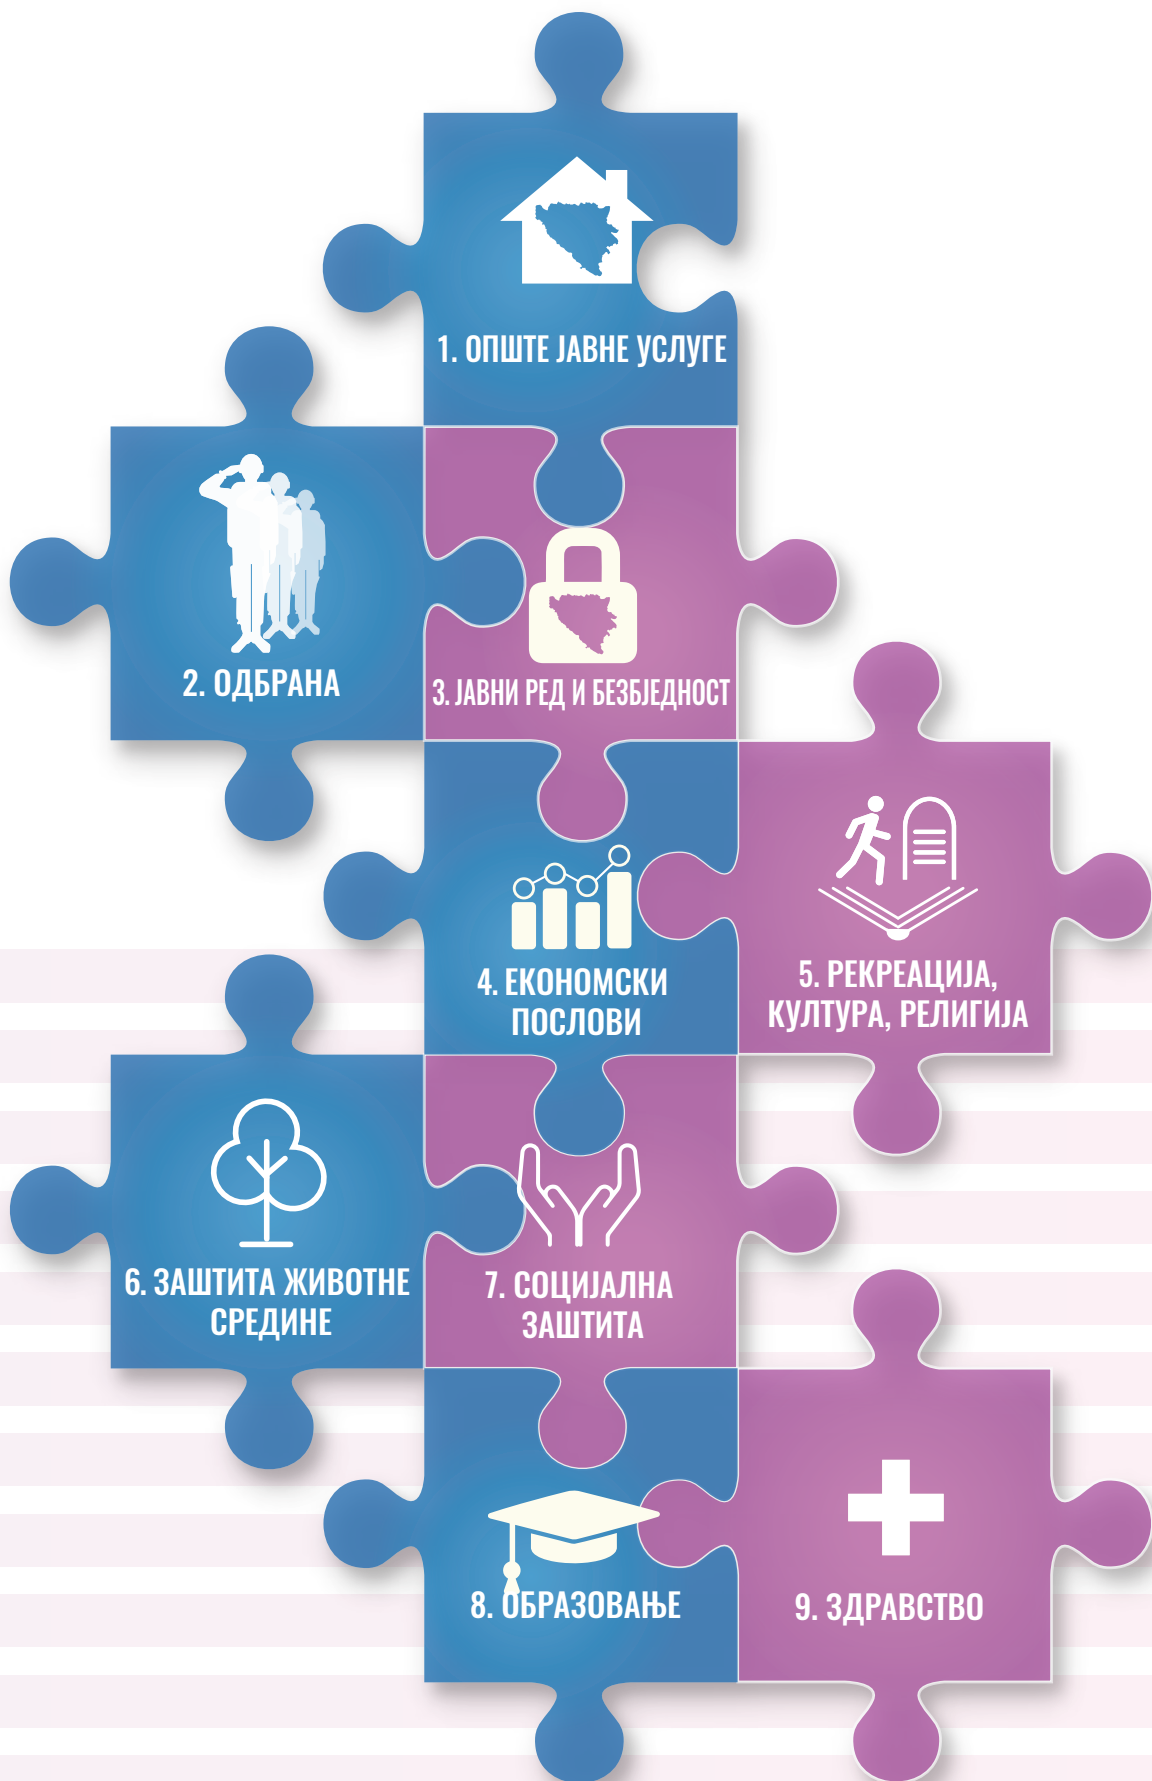 1. ОПШТЕ ЈАВНЕ УСЛУГЕ
2. ОДБРАНА
3. ЈАВНИ РЕД И БЕЗБЈЕДНОСТ
4. ЕКОНОМСКИ
ПОСЛОВИ
5. РЕКРЕАЦИЈА,
КУЛТУРА, РЕЛИГИЈА
6. ЗАШТИТА ЖИВОТНЕ
СРЕДИНЕ
7. СОЦИЈАЛНА
ЗАШТИТА
8. ОБРАЗОВАЊЕ
9. ЗДРАВСТВО